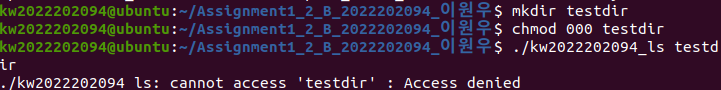 kw2022202094@ubuntu:~/Assignment1_2_B_2022202094_이원우$ mkdir testdir
kw2022202094@ubuntu:~/Assignment1_2_B_2022202094_이원우$ chmod 000 testdir
kw2022202094@ubuntu:~/Assignment1_2_B_2022202094_이원우$ ./kw2022202094_ls testd
ir
./kw2022202094_ls: cannot access 'testdir' : Access denied